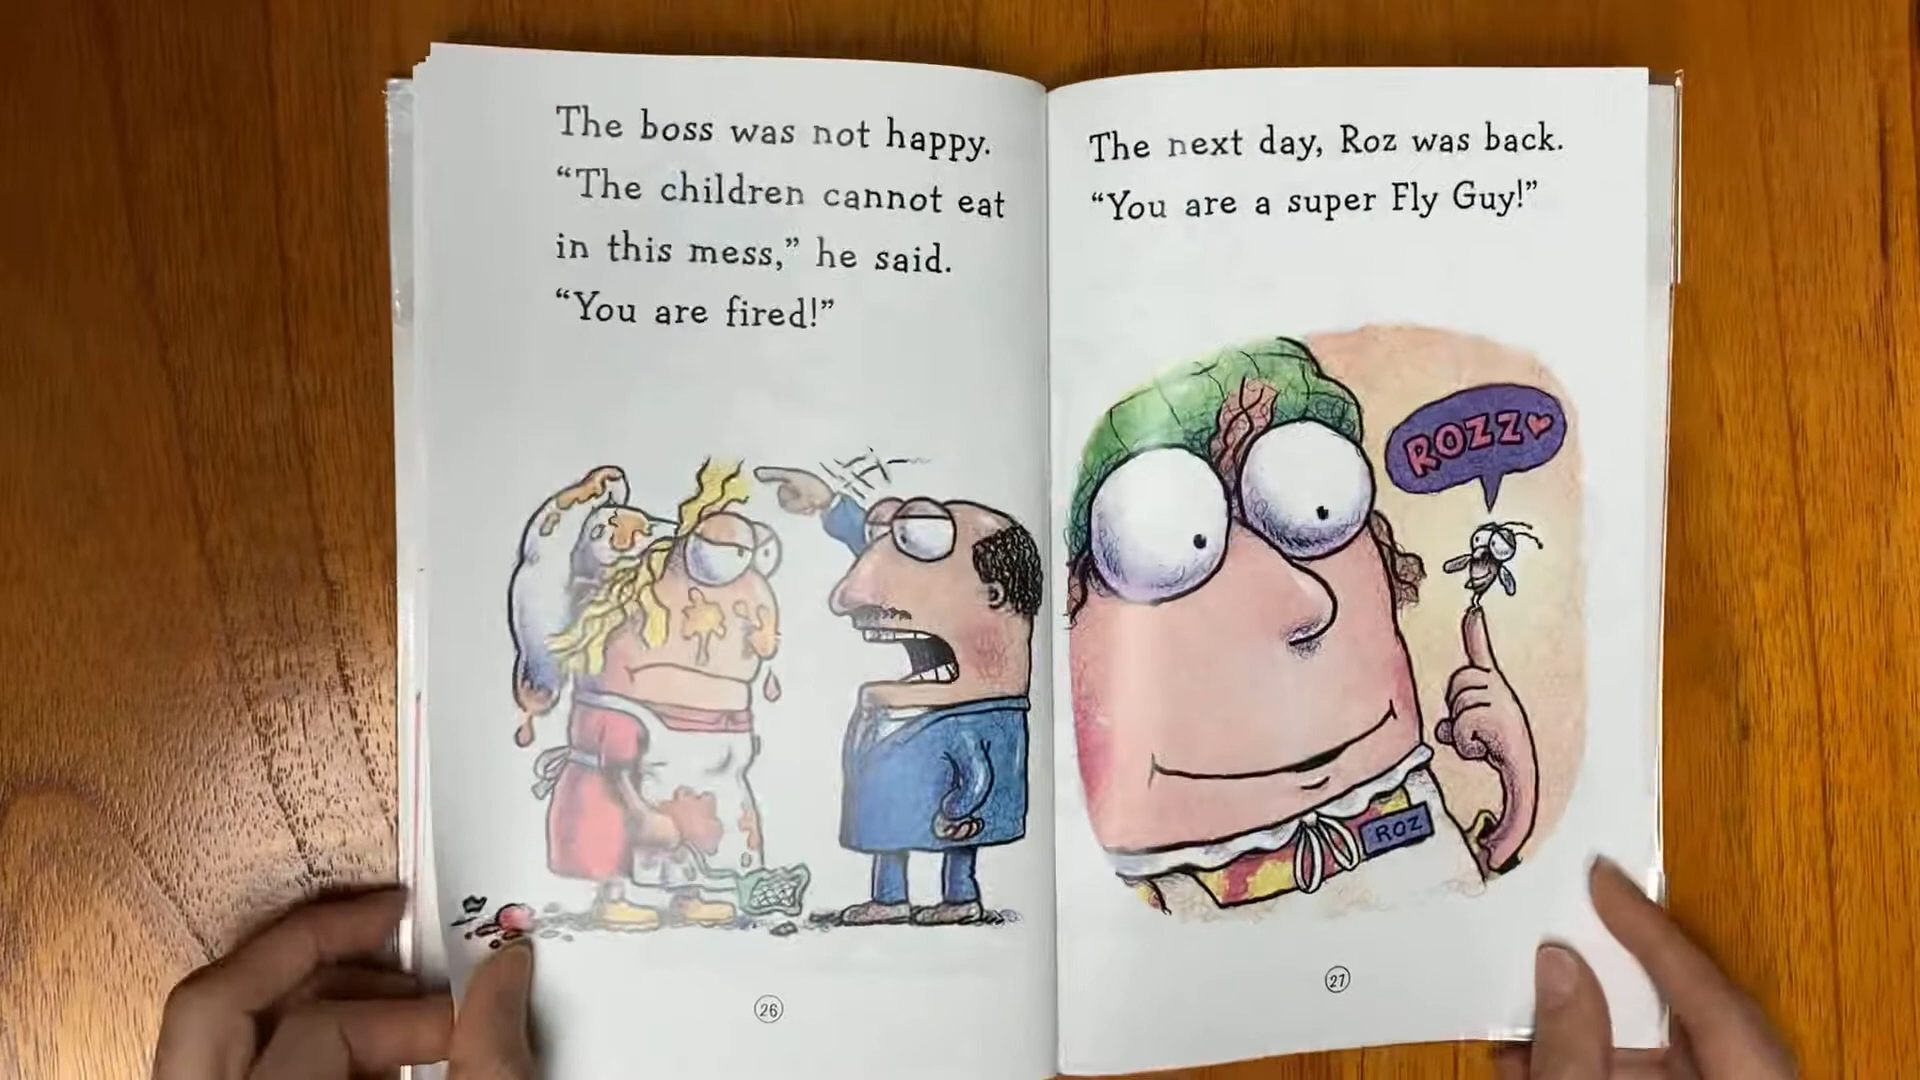 The boss was not happy.
“The children cannot eat
in this mess,” he said.
“You are fired!”
26
The next day, Roz was back.
“You are a super Fly Guy!”
ROZZ
ROZ
27